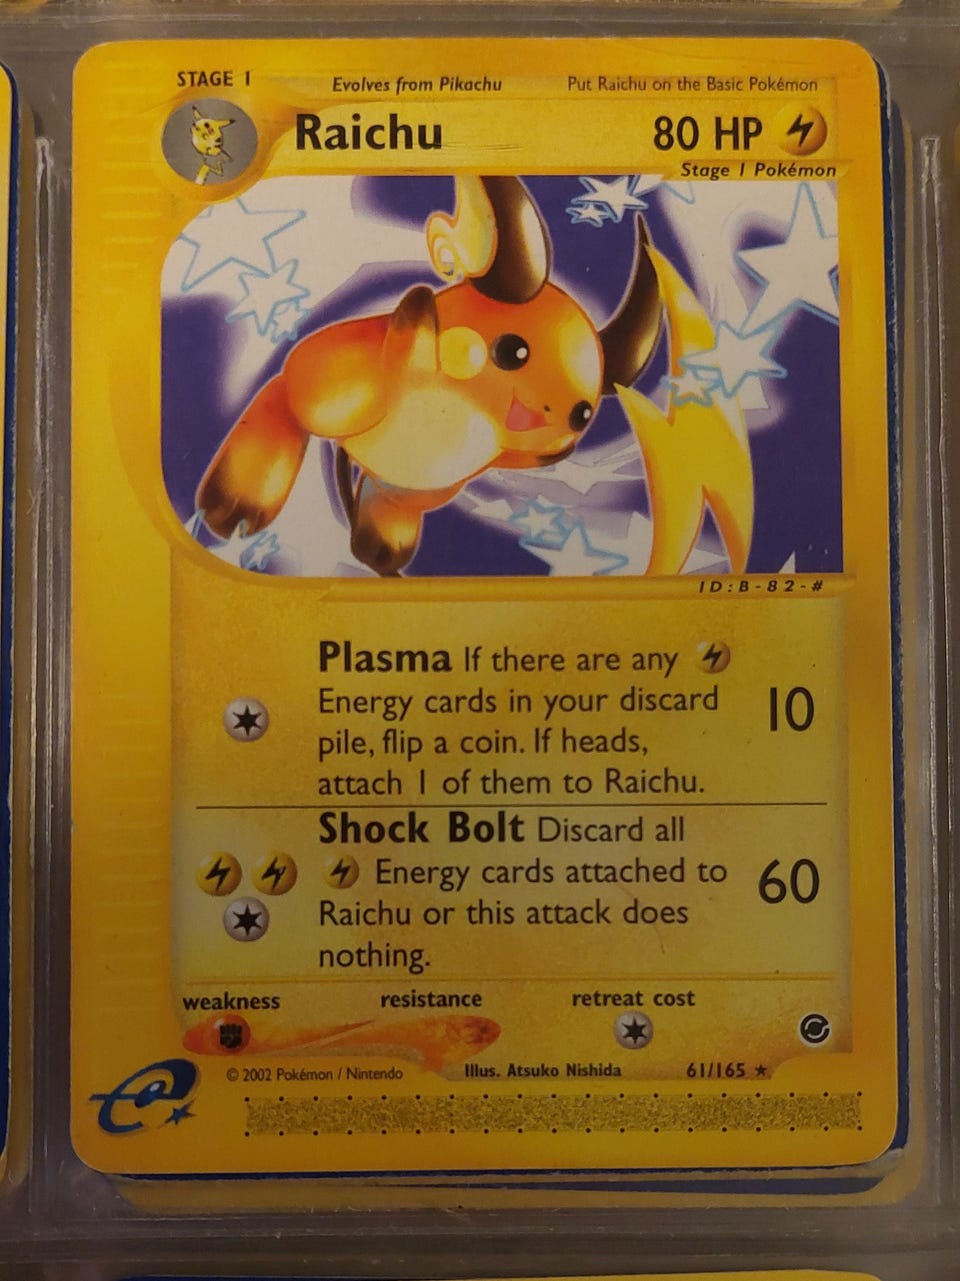 STAGE 1 Evolves from Pikachu Put Raichu on the Basic Pokémon
Raichu 80 HP
Stage 1 Pokémon
ID:B-82-#
Plasma If there are any
Energy cards in your discard
pile, flip a coin. If heads,
attach 1 of them to Raichu.
10
Shock Bolt Discard all
Energy cards attached to
Raichu or this attack does
nothing.
60
weakness resistance retreat cost
© 2002 Pokémon / Nintendo Illus. Atsuko Nishida 61/165 ★
e